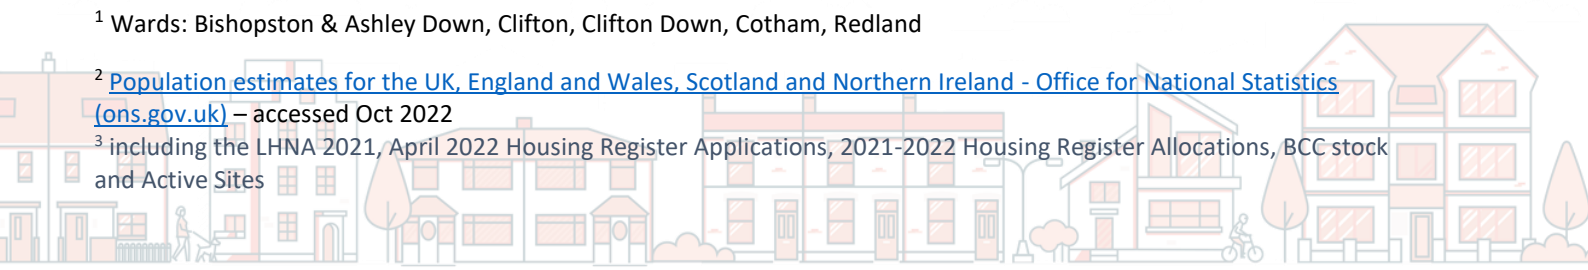 1 Wards: Bishopston & Ashley Down, Clifton, Clifton Down, Cotham, Redland
2 Population estimates for the UK, England and Wales, Scotland and Northern Ireland - Office for National Statistics
(ons.gov.uk) – accessed Oct 2022
3 including the LHNA 2021, April 2022 Housing Register Applications, 2021-2022 Housing Register Allocations, BCC stock
and Active Sites